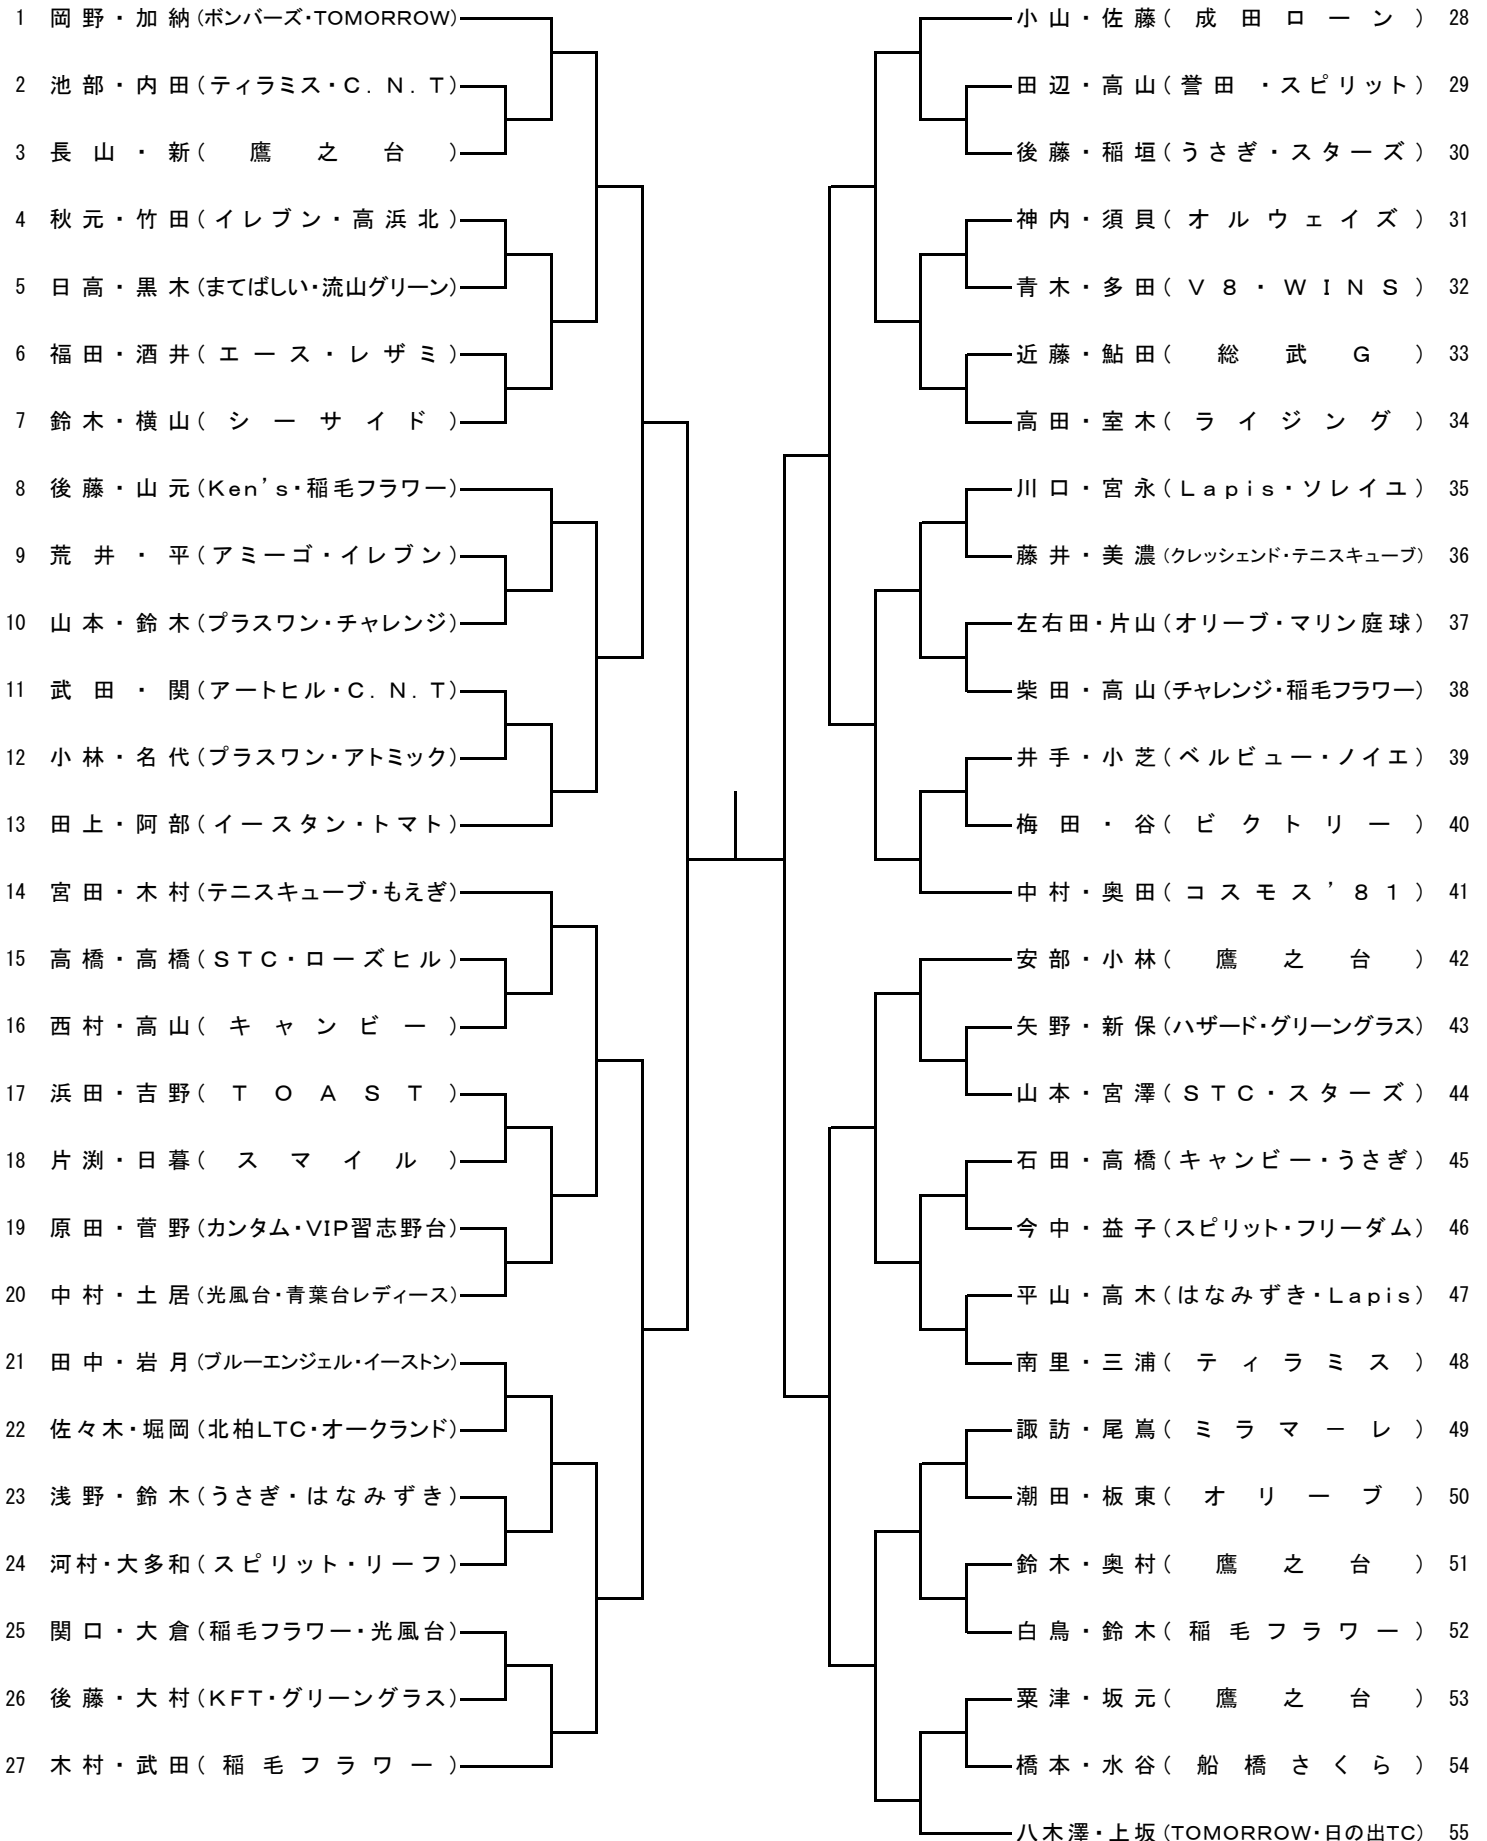 1 岡野・加納(ボンバーズ・TOMORROW)
2 池部・内田(ティラミス・C.N.T)
3 長山・新(鷹之台)
4 秋元・竹田(イレブン・高浜北)
5 日高・黒木(まてばしい・流山グリーン)
6 福田・酒井(エース・レザミ)
7 鈴木・横山(シーサイド)
8 後藤・山元(Ken's・稲毛フラワー)
9 荒井・平(アミーゴ・イレブン)
10 山本・鈴木(プラスワン・チャレンジ)
11 武田・関(アートヒル・C.N.T)
12 小林・名代(プラスワン・アトミック)
13 田上・阿部(イースタン・トマト)
14 宮田・木村(テニスキューブ・もえぎ)
15 高橋・高橋(STC・ローズヒル)
16 西村・高山(キャンビー)
17 浜田・吉野(TOAST)
18 片渕・日暮(スマイル)
19 原田・菅野(カンタム・VIP習志野台)
20 中村・土居(光風台・青葉台レディース)
21 田中・岩月(ブルーエンジェル・イーストン)
22 佐々木・堀岡(北柏LTC・オークランド)
23 浅野・鈴木(うさぎ・はなみずき)
24 河村・大多和(スピリット・リーフ)
25 関口・大倉(稲毛フラワー・光風台)
26 後藤・大村(KFT・グリーングラス)
27 木村・武田(稲毛フラワー)
小山・佐藤(成田ローン) 28
田辺・高山(誉田・スピリット) 29
後藤・稲垣(うさぎ・スターズ) 30
神内・須貝(オルウェイズ) 31
青木・多田(V8・WINS) 32
近藤・鮎田(総武G) 33
高田・室木(ライジング) 34
川口・宮永(Lapis・ソレイユ) 35
藤井・美濃(クレッシェンド・テニスキューブ) 36
左右田・片山(オリーブ・マリン庭球) 37
柴田・高山(チャレンジ・稲毛フラワー) 38
井手・小芝(ベルビュー・ノイエ) 39
梅田・谷(ビクトリー) 40
中村・奥田(コスモス'81) 41
安部・小林(鷹之台) 42
矢野・新保(ハザード・グリーングラス) 43
山本・宮澤(STC・スターズ) 44
石田・高橋(キャンビー・うさぎ) 45
今中・益子(スピリット・フリーダム) 46
平山・高木(はなみずき・Lapis) 47
南里・三浦(ティラミス) 48
諏訪・尾嶌(ミラマーレ) 49
潮田・板東(オリーブ) 50
鈴木・奥村(鷹之台) 51
白鳥・鈴木(稲毛フラワー) 52
粟津・坂元(鷹之台) 53
橋本・水谷(船橋さくら) 54
八木澤・上坂(TOMORROW・日の出TC) 55